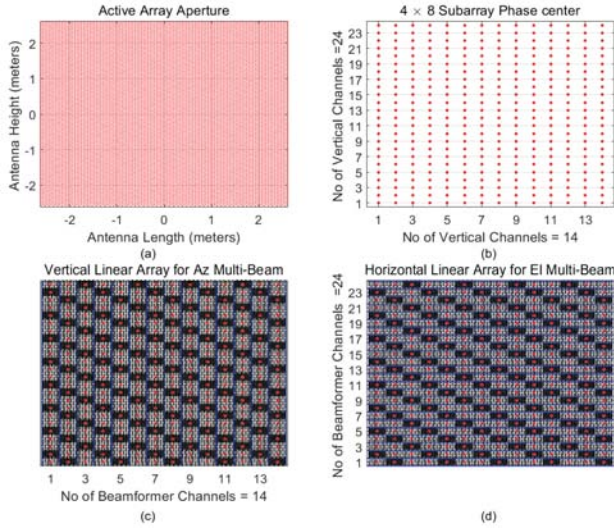 Active Array Aperture
Antenna Height (meters)
2
1
0
-1
-2
-2 -1 0 1 2
Antenna Length (meters)
(a)
4 × 8 Subarray Phase center
No of Vertical Channels =24
23
21
19
17
15
13
11
9
7
5
3
1
1 3 5 7 9 11 13
No of Vertical Channels = 14
(b)
Vertical Linear Array for Az Multi-Beam
1 3 5 7 9 11 13
No of Beamformer Channels = 14
(c)
Horizontal Linear Array for El Multi-Beam
No of Beamformer Channels =24
23
21
19
17
15
13
11
9
7
5
3
1
(d)